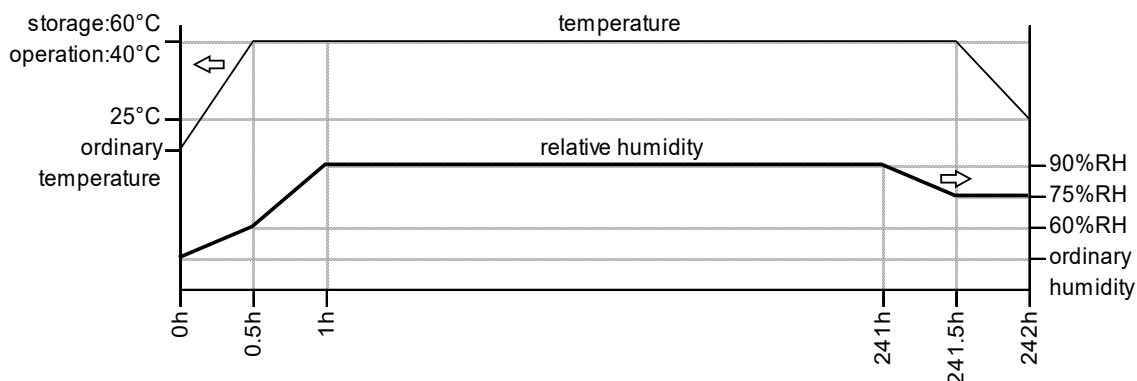 storage:60°C
operation:40°C
temperature
25°C
ordinary
temperature
relative humidity
90%RH
75%RH
60%RH
ordinary
humidity
0h
0.5h
1h
241h
241.5h
242h